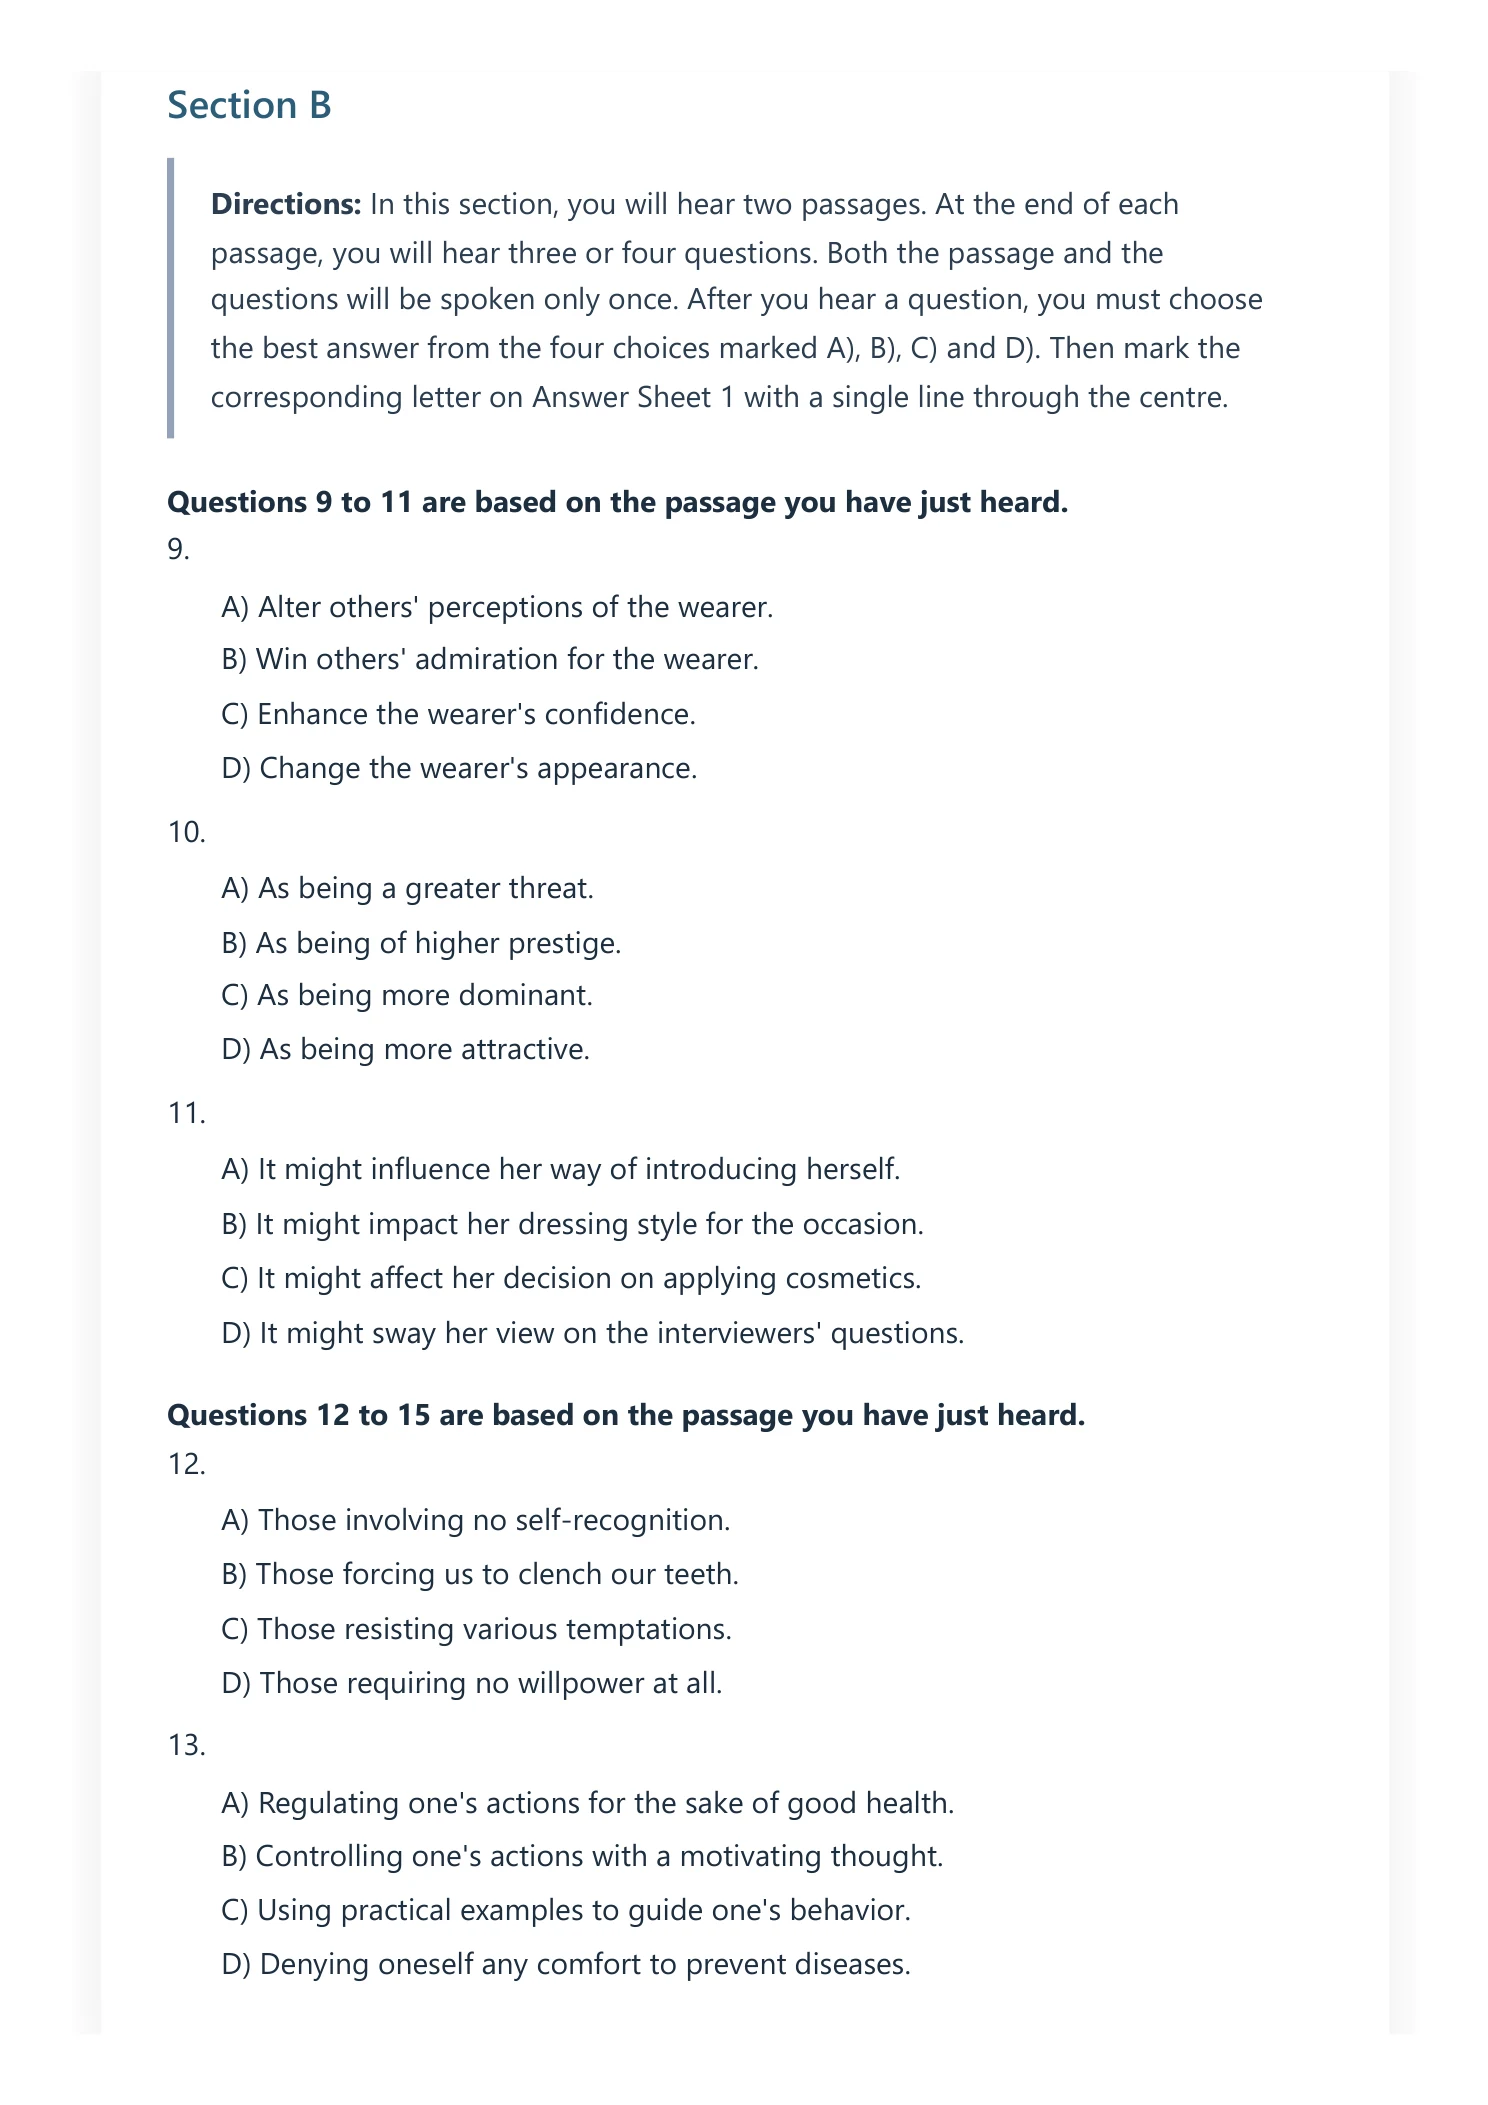 Section B
Directions: In this section, you will hear two passages. At the end of each
passage, you will hear three or four questions. Both the passage and the
questions will be spoken only once. After you hear a question, you must choose
the best answer from the four choices marked A), B), C) and D). Then mark the
corresponding letter on Answer Sheet 1 with a single line through the centre.
Questions 9 to 11 are based on the passage you have just heard.
9.
A) Alter others' perceptions of the wearer.
B) Win others' admiration for the wearer.
C) Enhance the wearer's confidence.
D) Change the wearer's appearance.
10.
A) As being a greater threat.
B) As being of higher prestige.
C) As being more dominant.
D) As being more attractive.
11.
A) It might influence her way of introducing herself.
B) It might impact her dressing style for the occasion.
C) It might affect her decision on applying cosmetics.
D) It might sway her view on the interviewers' questions.
Questions 12 to 15 are based on the passage you have just heard.
12.
A) Those involving no self-recognition.
B) Those forcing us to clench our teeth.
C) Those resisting various temptations.
D) Those requiring no willpower at all.
13.
A) Regulating one's actions for the sake of good health.
B) Controlling one's actions with a motivating thought.
C) Using practical examples to guide one's behavior.
D) Denying oneself any comfort to prevent diseases.